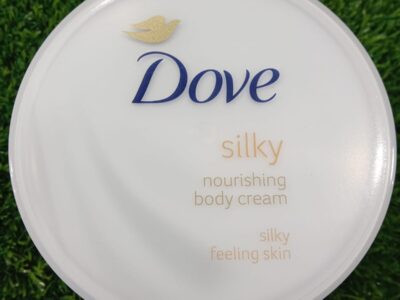 Dove
silky
nourishing
body cream
silky
feeling skin